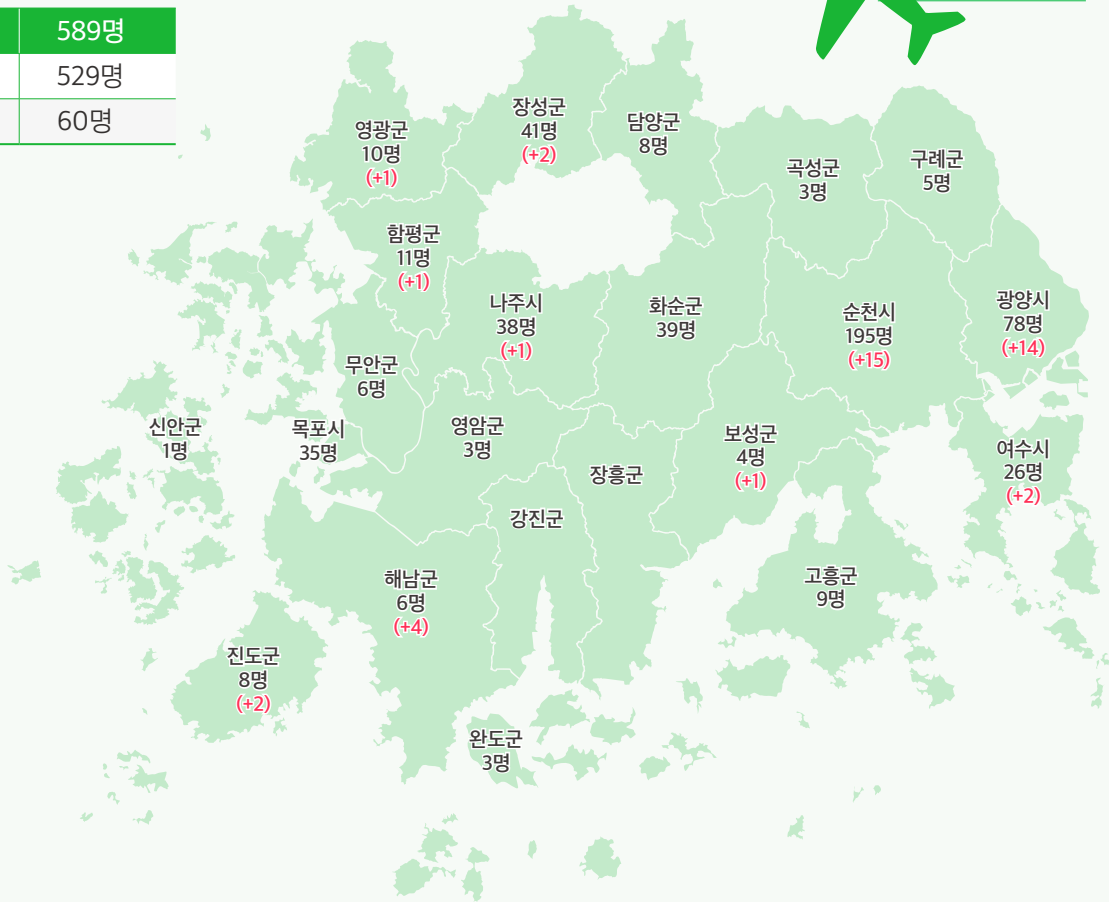 589명
529명
60명
장성군
41명
(+2)
담양군
8명
영광군
10명
(+1)
곡성군
3명
구례군
5명
함평군
11명
(+1)
나주시
38명
(+1)
화순군
39명
순천시
195명
(+15)
광양시
78명
(+14)
무안군
6명
신안군
1명
목포시
35명
영암군
3명
장흥군
보성군
4명
(+1)
여수시
26명
(+2)
강진군
해남군
6명
(+4)
고흥군
9명
진도군
8명
(+2)
완도군
3명